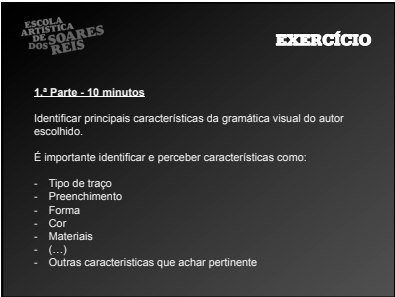 ESCOLA
ARTÍSTICA
DE SOARES
DOS REIS
EXERCÍCIO
1.ª Parte - 10 minutos
Identificar principais características da gramática visual do autor
escolhido.
É importante identificar e perceber características como:
- Tipo de traço
- Preenchimento
- Forma
- Cor
- Materiais
- (…)
- Outras caracteristicas que achar pertinente